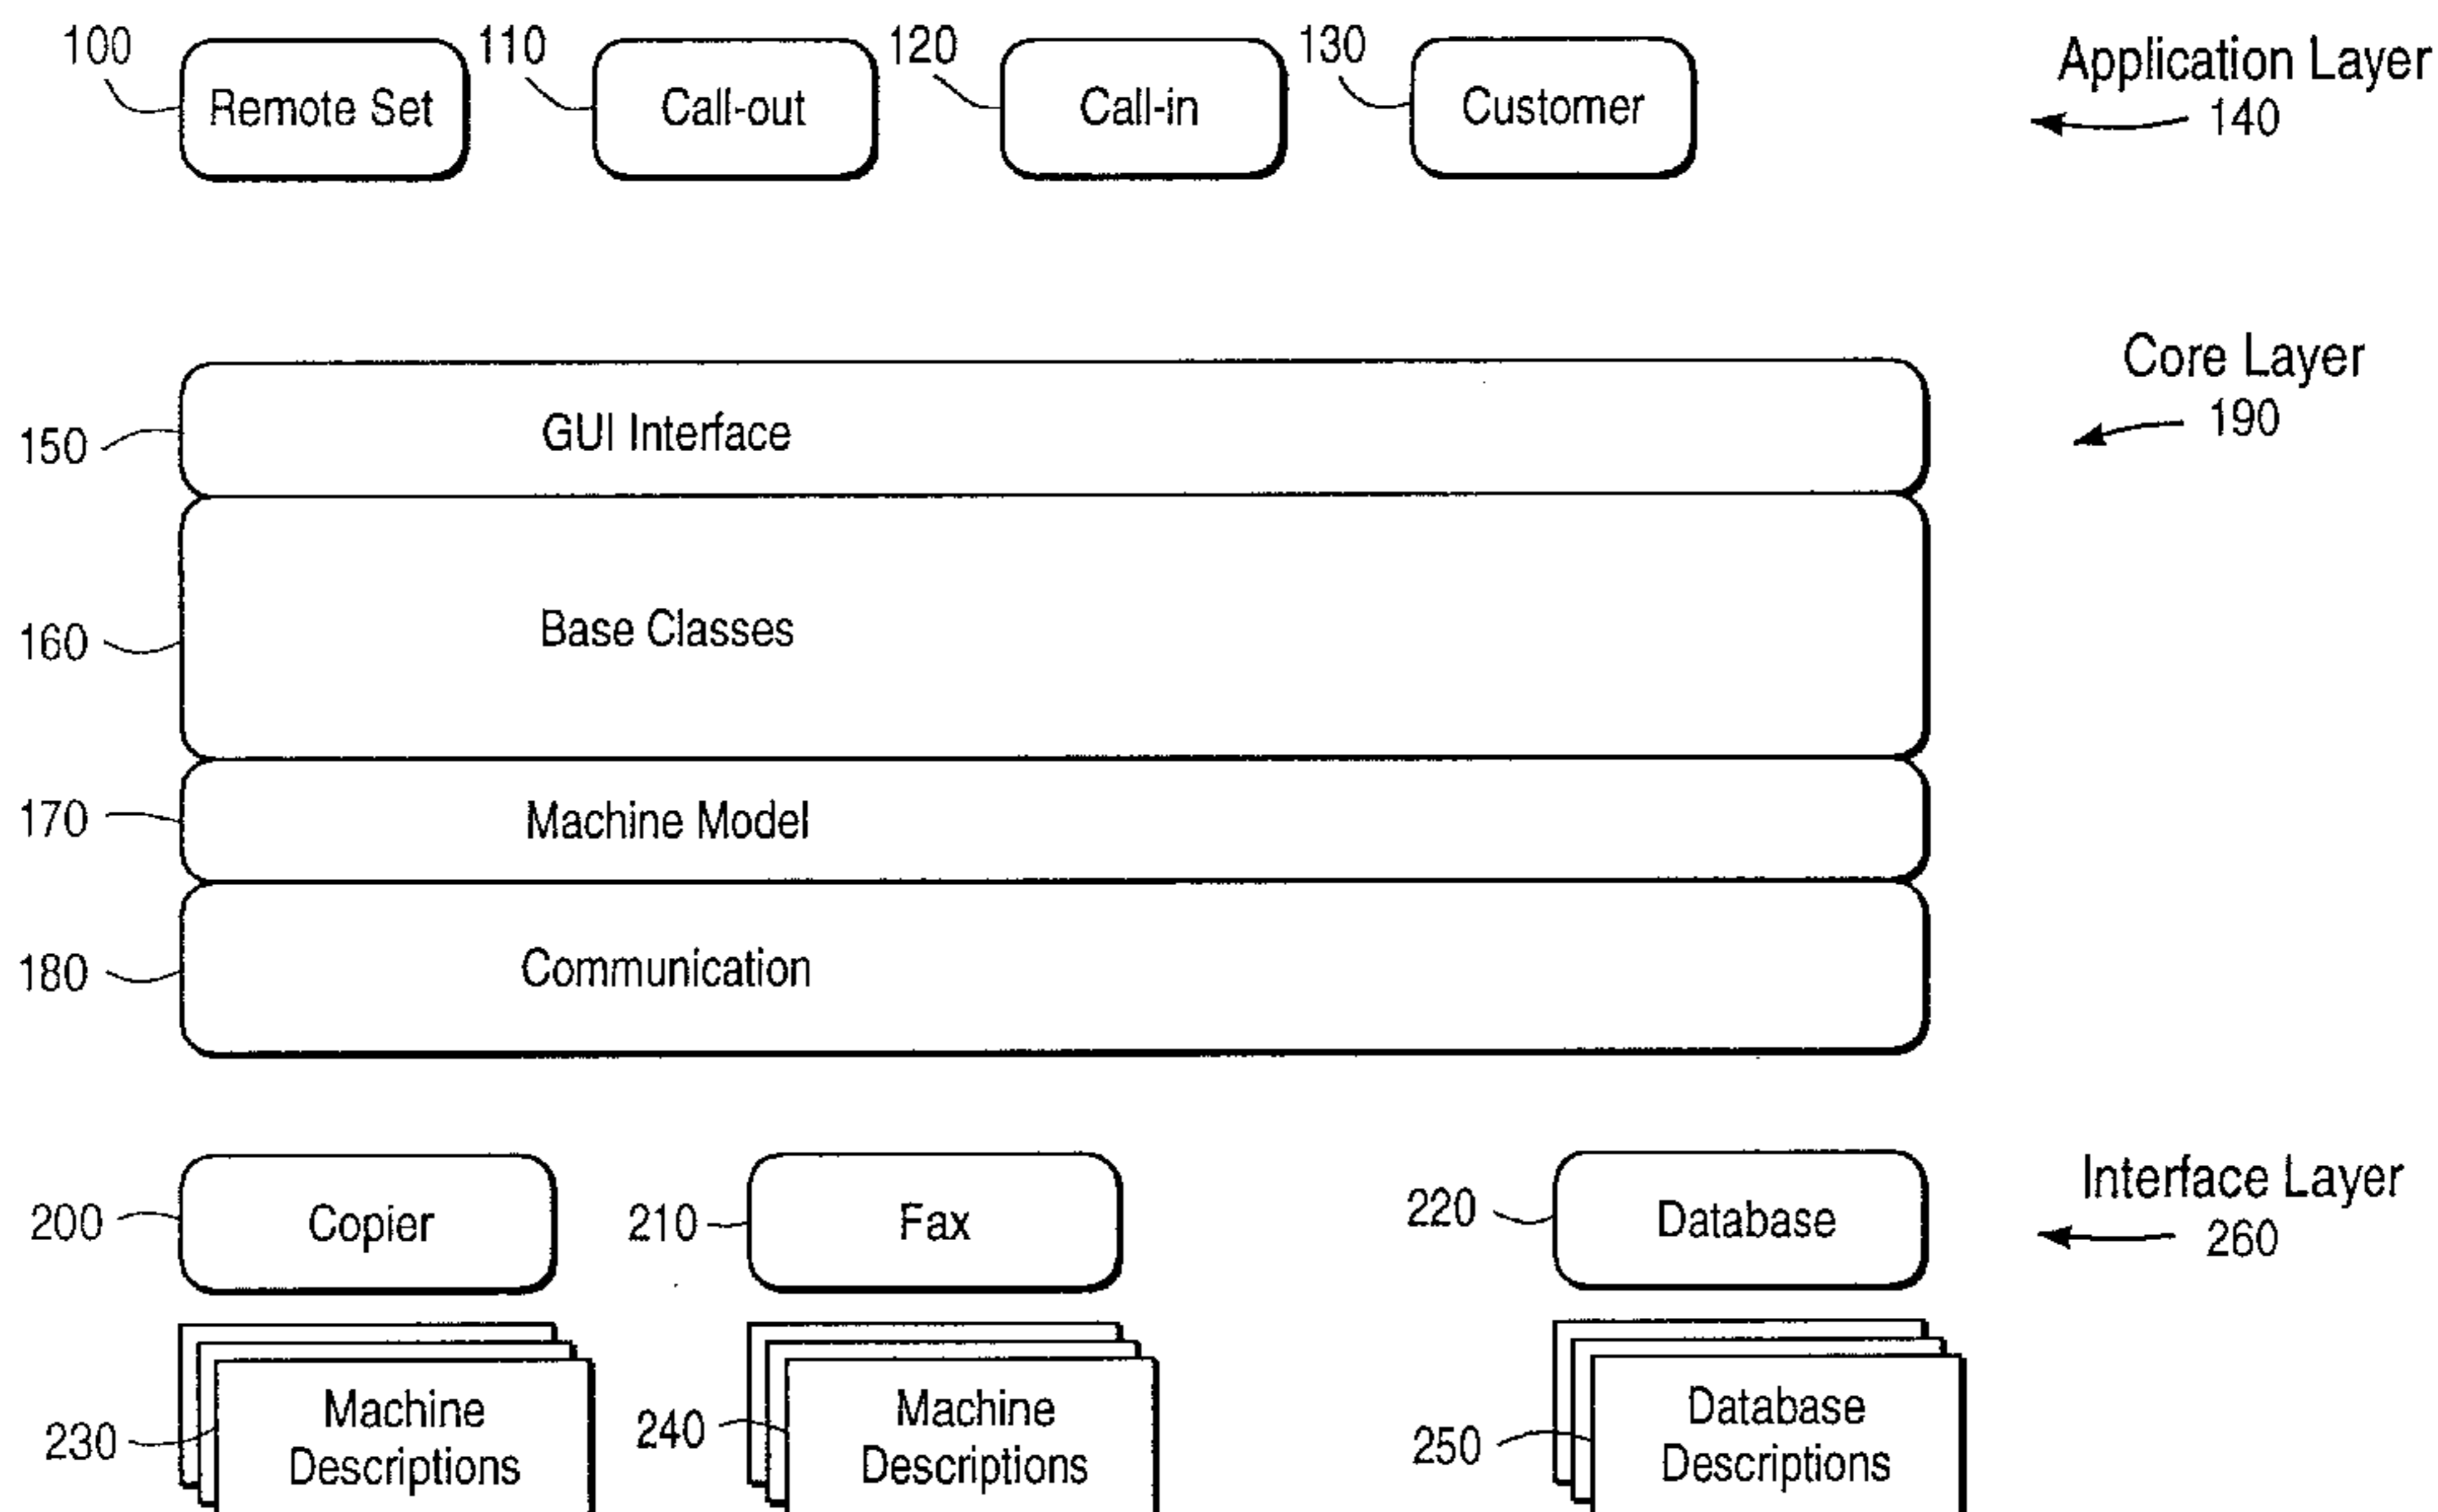 100
Remote Set
110
Call-out
120
Call-in
130
Customer
Application Layer
140
Core Layer
190
150
GUI Interface
160
Base Classes
170
Machine Model
180
Communication
200
Copier
210
Fax
220
Database
Interface Layer
260
230
Machine
Descriptions
240
Machine
Descriptions
250
Database
Descriptions